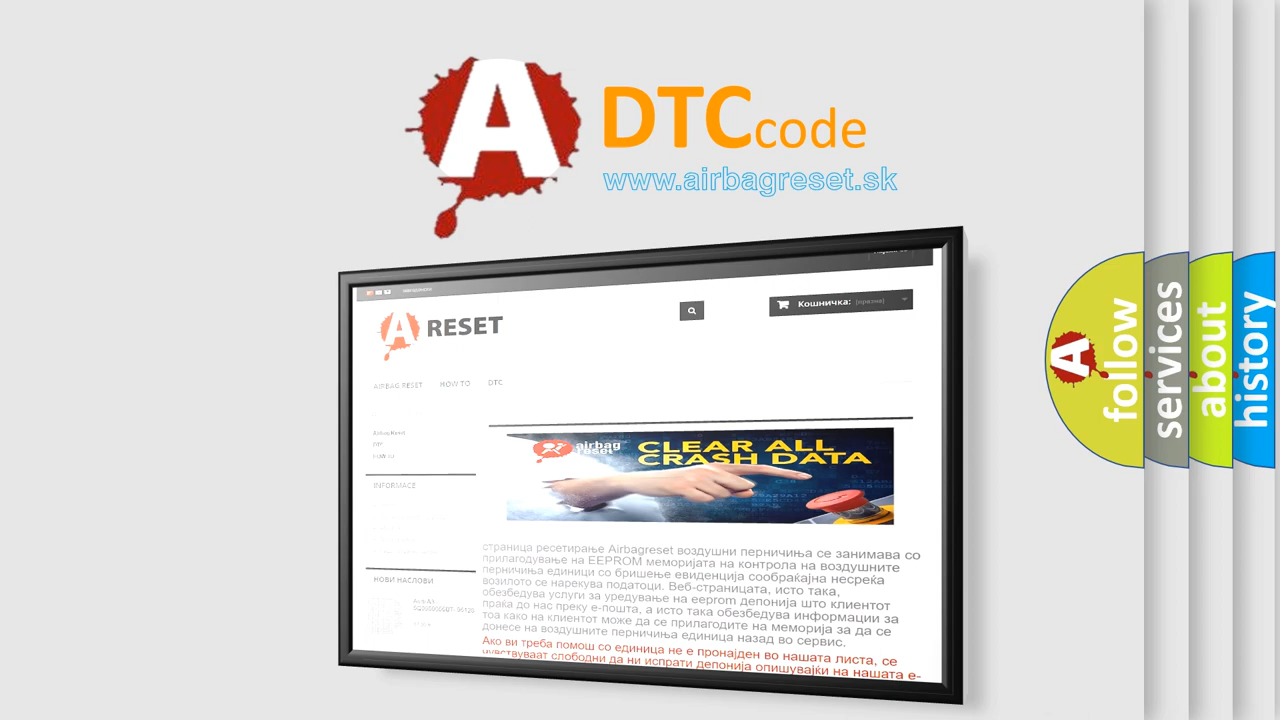 A
DTC code
www.airbagreset.sk
A RESET
Кошничка: (празна)
AIRBAG RESET HOW TO DTC
Airbag Reset
DTC
INFORMACE
airbag
reset
CLEAR ALL
CRASH DATA
страница ресетирање Airbagreset воздушни перничиња се занимава со
прилагодување на EEPROM меморијата на контрола на воздушните
перничиња единици со бришење евиденција сообраќајна несреќа
возилото се нарекува податоци. Веб-страницата, исто така,
обезбедува услуги за уредување на eeprom депонија што клиентот
праќа до нас преку е-пошта, а исто така обезбедува информации за
тоа како на клиентот може да се прилагодите на меморија за да се
донесе на воздушните перничиња единица назад во сервис.
Ако ви треба помош со единица не е пронајден во нашата листа, се
чувствуваат слободни да ни испрати депонија опишувајќи на нашата е-
НОВИ НАСЛОВИ
A
follow
services
about
history